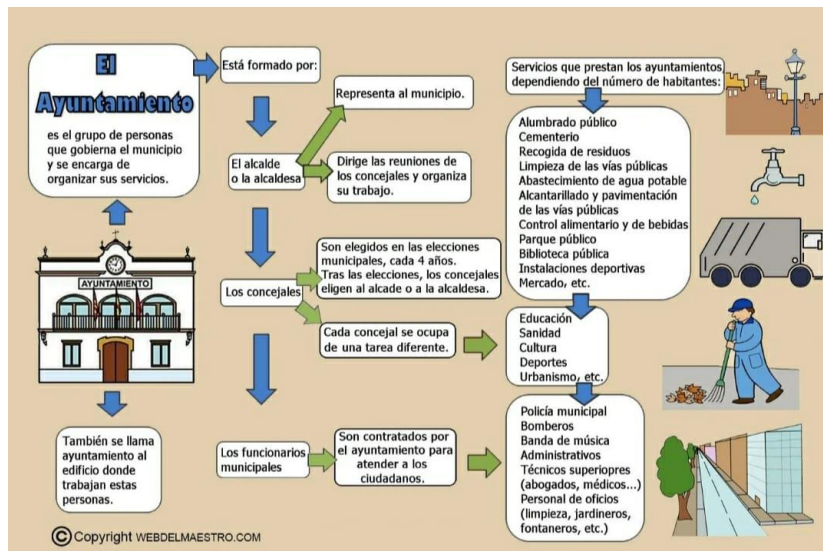 El
Ayuntamiento
es el grupo de personas
que gobierna el municipio
y se encarga de
organizar sus servicios.
AYUNTAMIENTO
También se llama
ayuntamiento al
edificio donde
trabajan estas
personas.
Está formado por:
El alcalde
o la alcaldesa
Representa al municipio.
Dirige las reuniones de
los concejales y organiza
su trabajo.
Los concejales
Son elegidos en las elecciones
municipales, cada 4 años.
Tras las elecciones, los concejales
eligen al alcade o a la alcaldesa.
Cada concejal se ocupa
de una tarea diferente.
Los funcionarios
municipales
Son contratados por
el ayuntamiento para
atender a los
ciudadanos.
Servicios que prestan los ayuntamientos
dependiendo del número de habitantes:
Alumbrado público
Cementerio
Recogida de residuos
Limpieza de las vías públicas
Abastecimiento de agua potable
Alcantarillado y pavimentación
de las vías públicas
Control alimentario y de bebidas
Parque público
Biblioteca pública
Instalaciones deportivas
Mercado, etc.
Educación
Sanidad
Cultura
Deportes
Urbanismo, etc.
Policía municipal
Bomberos
Banda de música
Administrativos
Técnicos superiopres
(abogados, médicos...)
Personal de oficios
(limpieza, jardineros,
fontaneros, etc.)
© Copyright WEBDELMAESTRO.COM